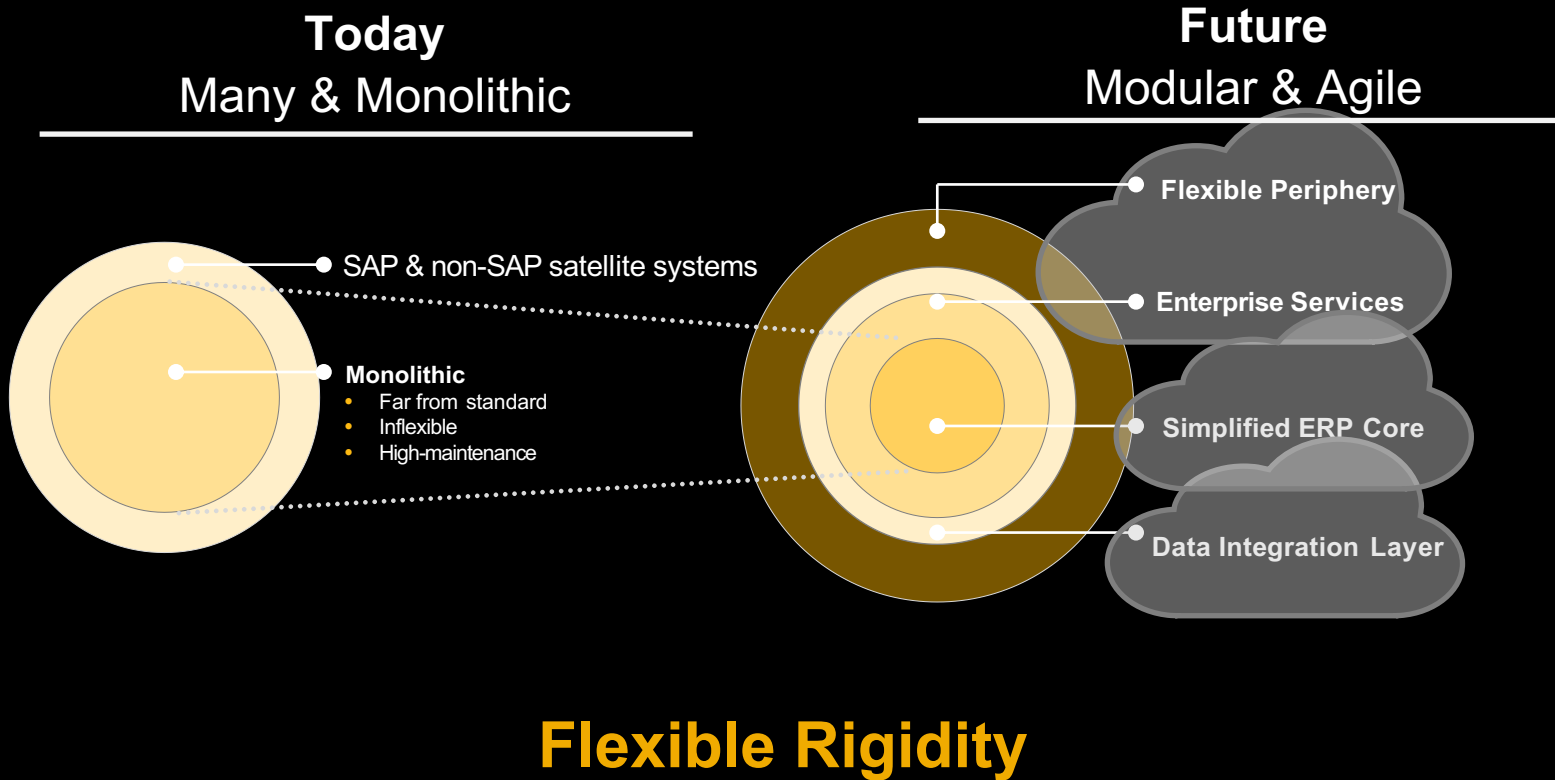 Today
Many & Monolithic
Future
Modular & Agile
SAP & non-SAP satellite systems
Monolithic
• Far from standard
• Inflexible
• High-maintenance
Flexible Periphery
Enterprise Services
Simplified ERP Core
Data Integration Layer
Flexible Rigidity